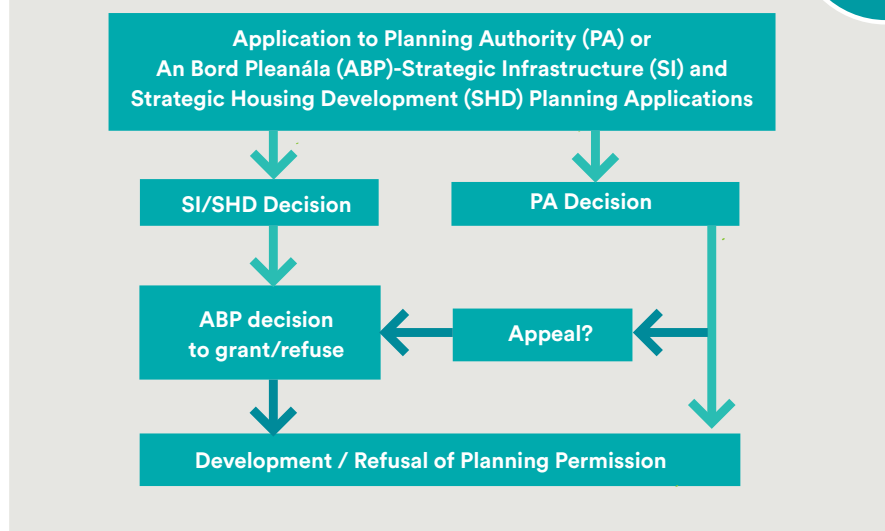 Application to Planning Authority (PA) or
An Bord Pleanála (ABP)-Strategic Infrastructure (SI) and
Strategic Housing Development (SHD) Planning Applications
SI/SHD Decision
PA Decision
ABP decision
to grant/refuse
Appeal?
Development / Refusal of Planning Permission